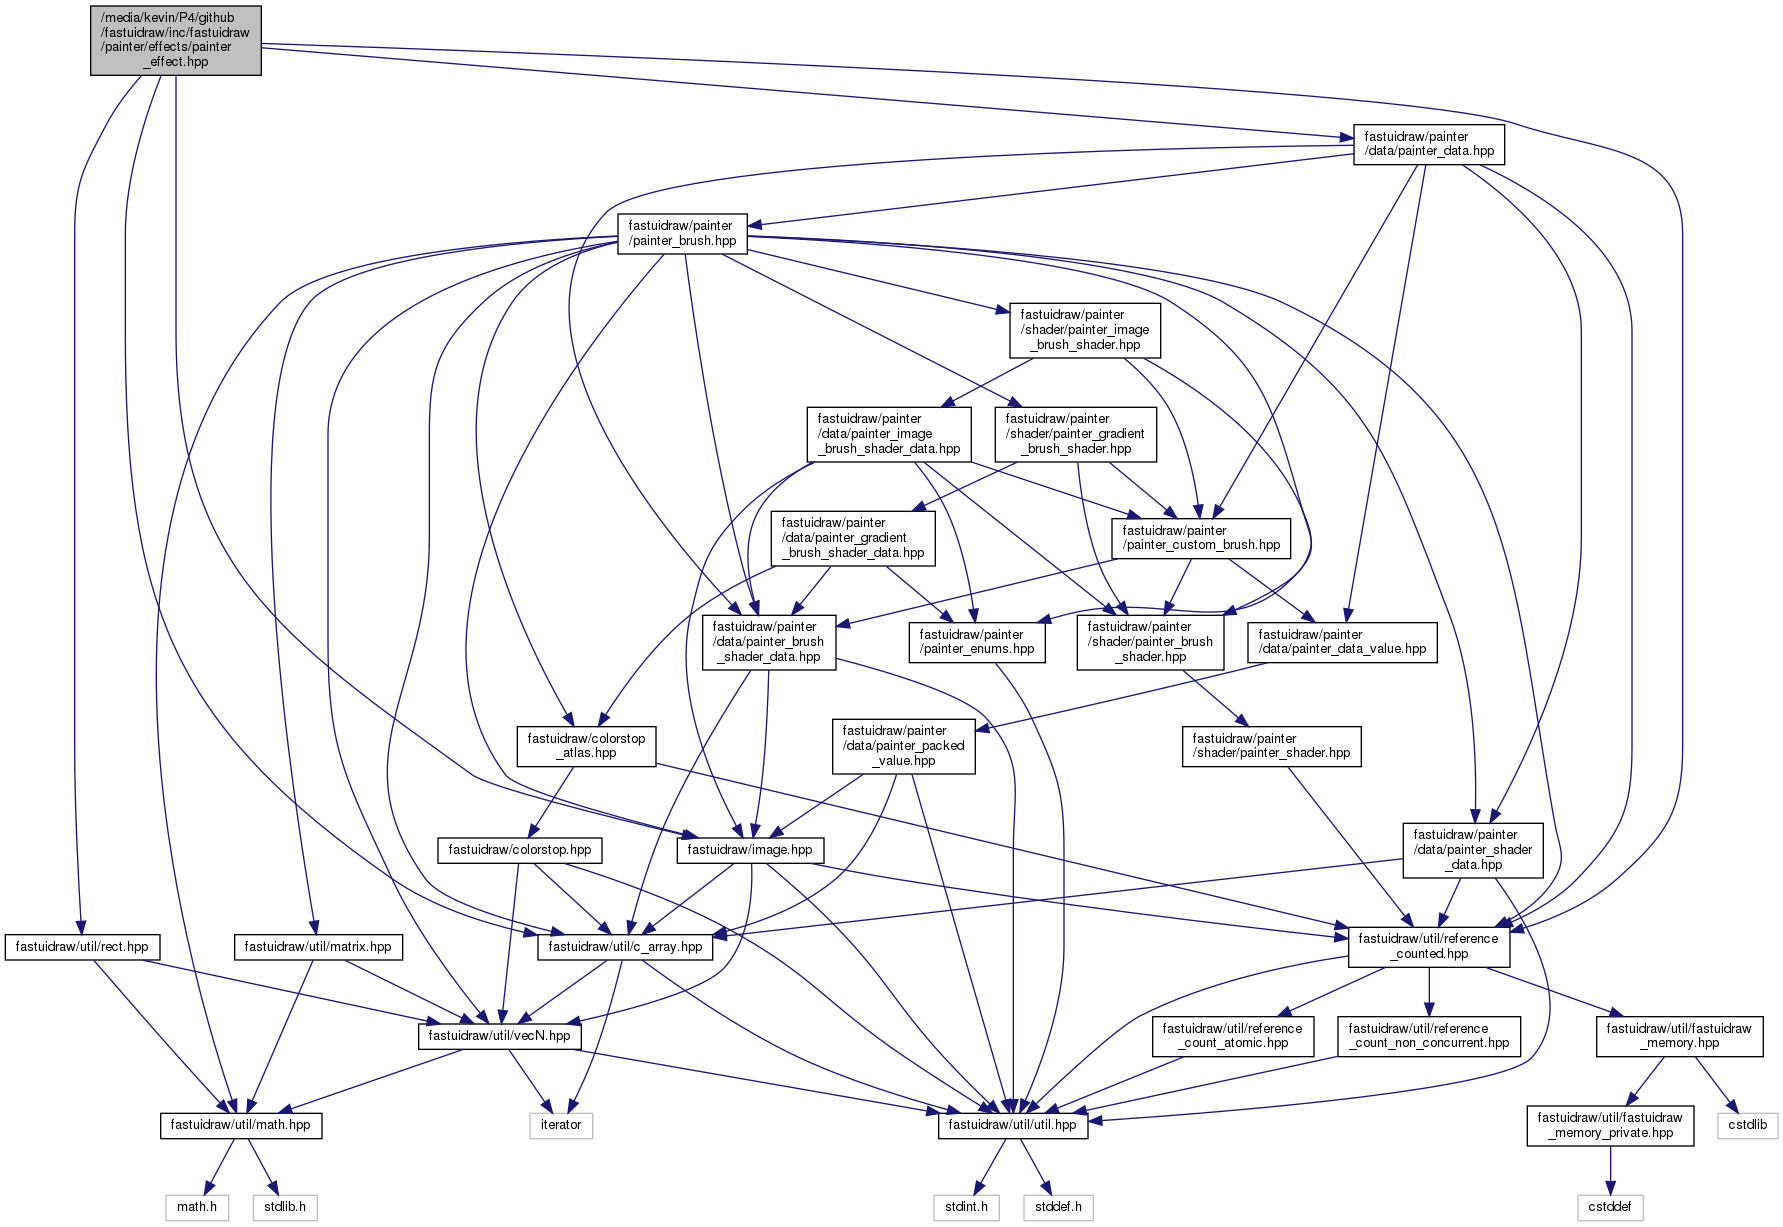 /media/kevin/P4/github
/fastuidraw/inc/fastuidraw
/painter/effects/painter
_effect.hpp
fastuidraw/painter
/data/painter_data.hpp
fastuidraw/painter
/painter_brush.hpp
fastuidraw/painter
/shader/painter_image
_brush_shader.hpp
fastuidraw/painter
/data/painter_image
_brush_shader_data.hpp
fastuidraw/painter
/shader/painter_gradient
_brush_shader.hpp
fastuidraw/painter
/data/painter_gradient
_brush_shader_data.hpp
fastuidraw/painter
/painter_custom_brush.hpp
fastuidraw/painter
/data/painter_brush
_shader_data.hpp
fastuidraw/painter
/painter_enums.hpp
fastuidraw/painter
/shader/painter_brush
_shader.hpp
fastuidraw/painter
/data/painter_data_value.hpp
fastuidraw/colorstop
_atlas.hpp
fastuidraw/painter
/data/painter_packed
_value.hpp
fastuidraw/painter
/shader/painter_shader.hpp
fastuidraw/colorstop.hpp
fastuidraw/image.hpp
fastuidraw/painter
/data/painter_shader
_data.hpp
fastuidraw/util/rect.hpp
fastuidraw/util/matrix.hpp
fastuidraw/util/c_array.hpp
fastuidraw/util/reference
_counted.hpp
fastuidraw/util/vecN.hpp
fastuidraw/util/reference
_count_atomic.hpp
fastuidraw/util/reference
_count_non_concurrent.hpp
fastuidraw/util/fastuidraw
_memory.hpp
fastuidraw/util/math.hpp
iterator
fastuidraw/util/util.hpp
fastuidraw/util/fastuidraw
_memory_private.hpp
cstdlib
math.h
stdlib.h
stdint.h
stddef.h
cstddef